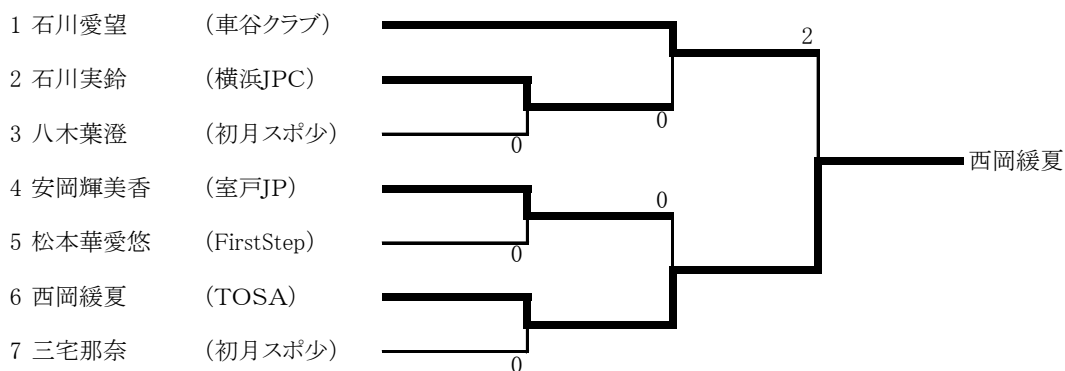 1 石川愛望 （車谷クラブ）
2
2 石川実鈴 （横浜JPC）
0
3 八木葉澄 （初月スポ少）
0
西岡緩夏
4 安岡輝美香 （室戸JP）
0
5 松本華愛悠 （FirstStep）
0
6 西岡緩夏 （TOSA）
7 三宅那奈 （初月スポ少）
0